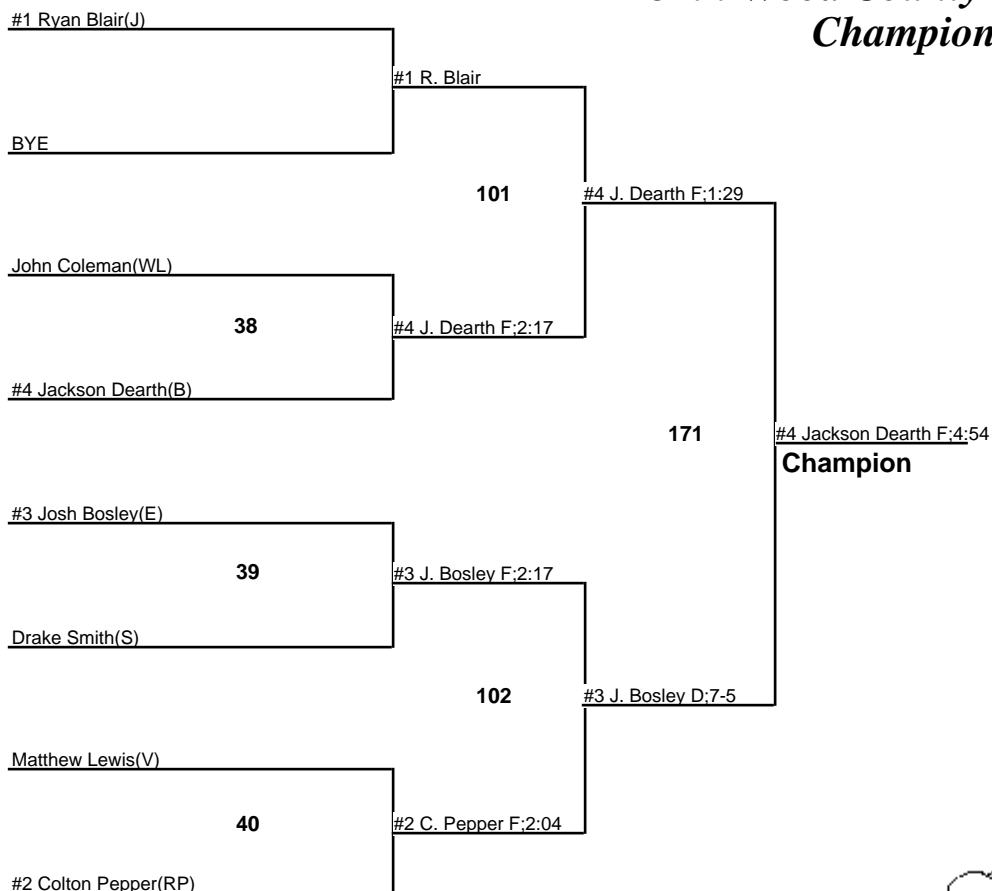 Champion
#1 Ryan Blair(J)
#1 R. Blair
BYE
101
#4 J. Dearth F;1:29
John Coleman(WL)
38
#4 J. Dearth F;2:17
#4 Jackson Dearth(B)
171
#4 Jackson Dearth F;4:54
Champion
#3 Josh Bosley(E)
39
#3 J. Bosley F;2:17
Drake Smith(S)
102
#3 J. Bosley D;7-5
Matthew Lewis(V)
40
#2 C. Pepper F;2:04
#2 Colton Pepper(RP)